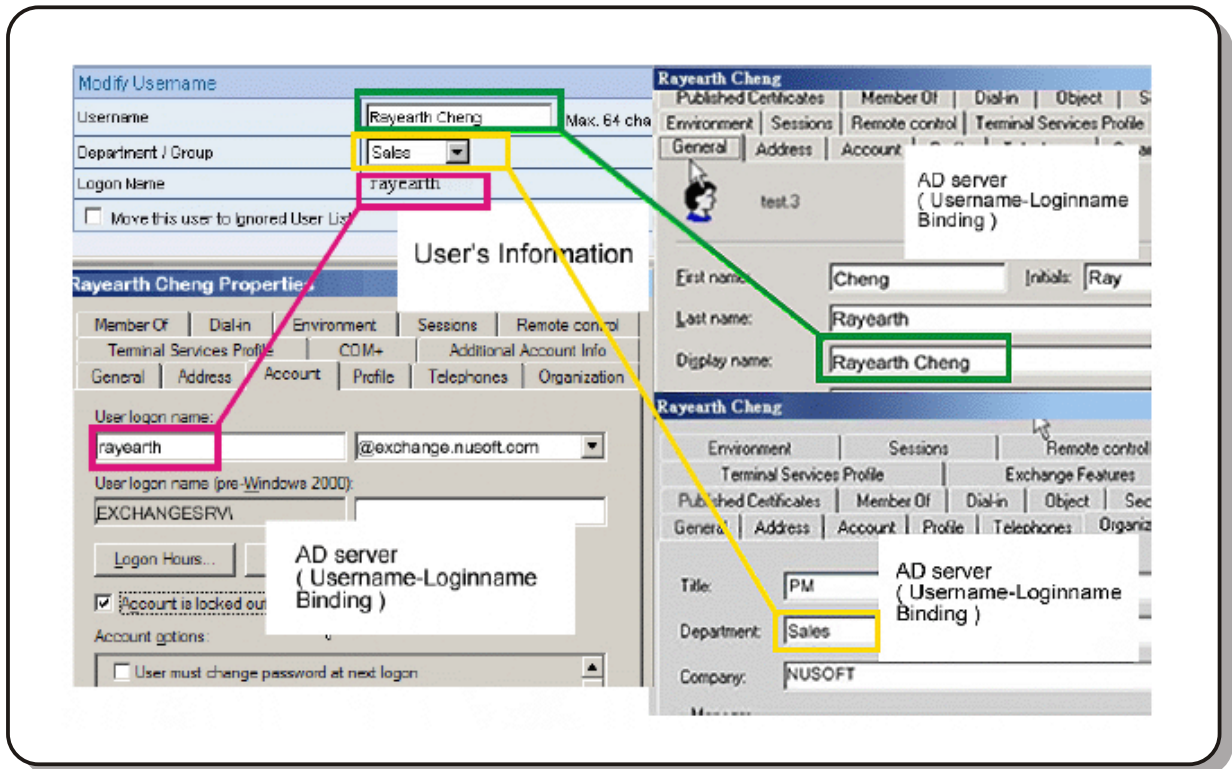 Modify Username
Username
Rayearth Cheng
Max. 64 cha
Department / Group
Sales
Logon Name
rayearth
Move this user to Ignored User List
User's Information
Rayearth Cheng Properties
Member Of Dial-in Environment Sessions Remote control
Terminal Services Profile COM+ Additional Account Info
General Address Account Profile Telephones Organization
User logon name:
rayearth @exchange.nusoft.com
User logon name (pre-Windows 2000):
EXCHANGESRV\
Logon Hours...
AD server
( Username-Loginname
Binding )
Account is locked out
Account options:
User must change password at next logon
Rayearth Cheng
Published Certificates Member Of Dial-in Object S
Environment Sessions Remote control Terminal Services Profile
General Address Account
test.3
AD server
( Username-Loginname
Binding )
First name: Cheng Initials: Ray
Last name: Rayearth
Display name: Rayearth Cheng
Rayearth Cheng
Environment Sessions Remote control
Terminal Services Profile Exchange Features
Published Certificates Member Of Dial-in Object Sec
General Address Account Profile Telephones Organiz
AD server
( Username-Loginname
Binding )
Title: PM
Department: Sales
Company: NUSOFT